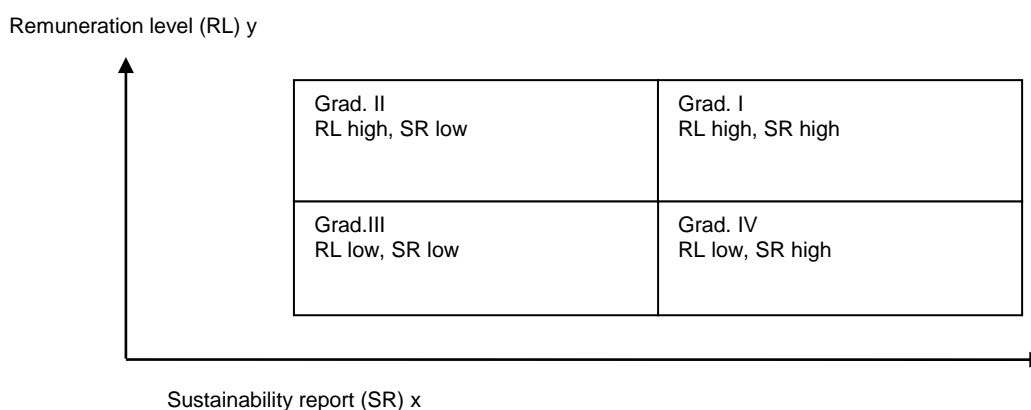 Remuneration level (RL) y
Grad. II
RL high, SR low
Grad. I
RL high, SR high
Grad.III
RL low, SR low
Grad. IV
RL low, SR high
Sustainability report (SR) x